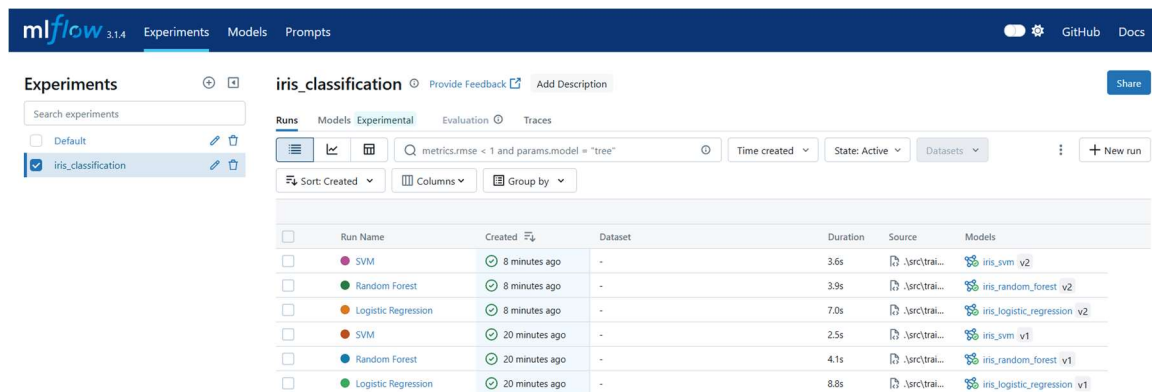 mlflow 3.1.4 Experiments Models Prompts GitHub Docs
Experiments
Search experiments
Default
iris_classification
iris_classification Provide Feedback Add Description Share
Runs Models Experimental Evaluation Traces
metrics.rmse < 1 and params.model = "tree" Time created State: Active Datasets + New run
Sort: Created Columns Group by
Run Name Created Dataset Duration Source Models
SVM 8 minutes ago - 3.6s .\src\trai... iris_svm v2
Random Forest 8 minutes ago - 3.9s .\src\trai... iris_random_forest v2
Logistic Regression 8 minutes ago - 7.0s .\src\trai... iris_logistic_regression v2
SVM 20 minutes ago - 2.5s .\src\trai... iris_svm v1
Random Forest 20 minutes ago - 4.1s .\src\trai... iris_random_forest v1
Logistic Regression 20 minutes ago - 8.8s .\src\trai... iris_logistic_regression v1